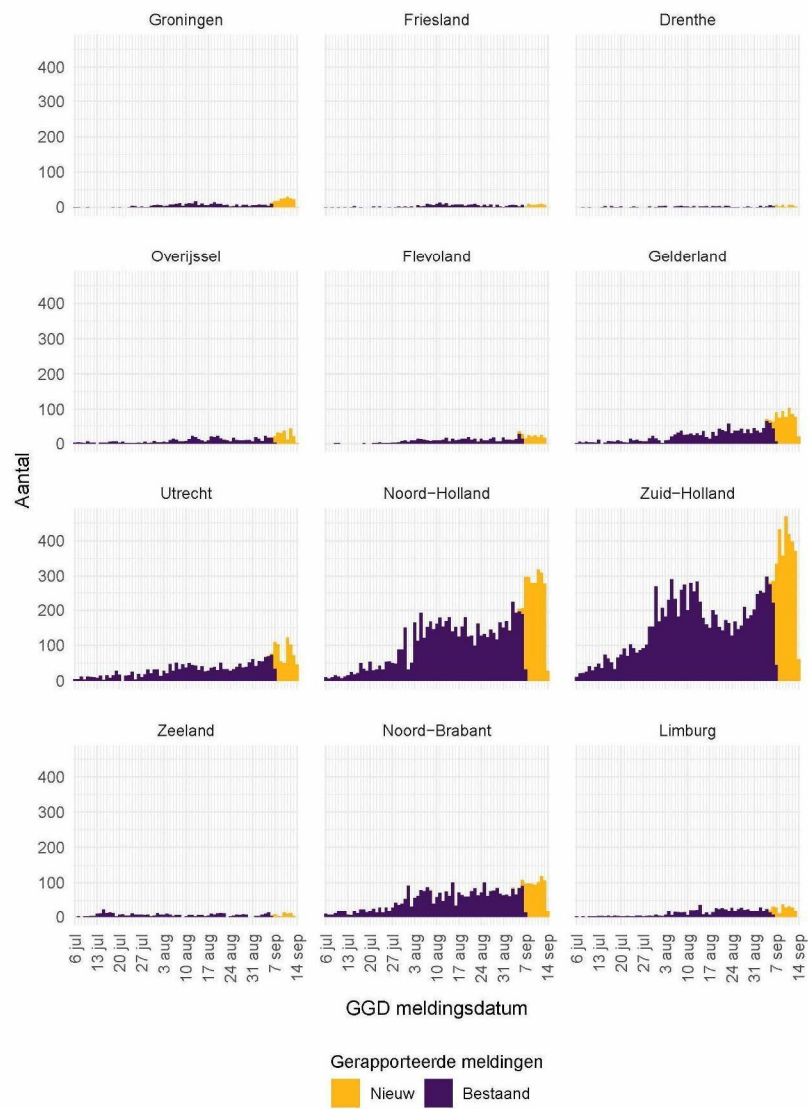 Groningen Friesland Drenthe
400
300
200
100
0
Overijssel Flevoland Gelderland
400
300
200
100
0
Aantal
Utrecht Noord−Holland Zuid−Holland
400
300
200
100
0
Zeeland Noord−Brabant Limburg
400
300
200
100
0
6 jul 13 jul 20 jul 27 jul 3 aug 10 aug 17 aug 24 aug 31 aug 7 sep 14 sep 6 jul 13 jul 20 jul 27 jul 3 aug 10 aug 17 aug 24 aug 31 aug 7 sep 14 sep 6 jul 13 jul 20 jul 27 jul 3 aug 10 aug 17 aug 24 aug 31 aug 7 sep 14 sep
GGD meldingsdatum
Gerapporteerde meldingen
Nieuw Bestaand